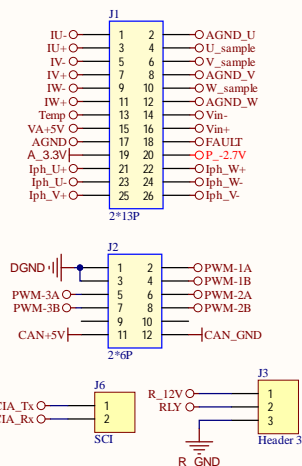 J1
IU- 1 2 AGND_U
IU+ 3 4 U_sample
IV- 5 6 V_sample
IV+ 7 8 AGND_V
IW- 9 10 W_sample
IW+ 11 12 AGND_W
Temp 13 14 Vin-
VA+5V 15 16 Vin+
AGND 17 18 FAULT
A_3.3V 19 20 P_-2.7V
Iph_U+ 21 22 Iph_W+
Iph_U- 23 24 Iph_W-
Iph_V+ 25 26 Iph_V-
2*13P
J2
DGND 1 2 PWM-1A
3 4 PWM-1B
PWM-3A 5 6 PWM-2A
PWM-3B 7 8 PWM-2B
9 10
CAN+5V 11 12 CAN_GND
2*6P
J6
CIA_Tx 1
CIA_Rx 2
SCI
J3
R_12V 1
RLY 2
3
Header 3
R_GND